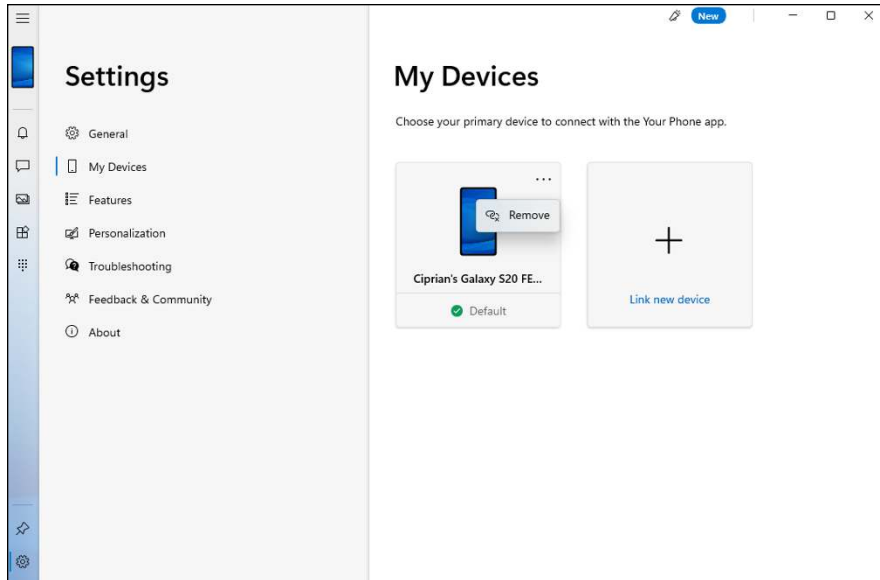 New
Settings
General
My Devices
Features
Personalization
Troubleshooting
Feedback & Community
About
My Devices
Choose your primary device to connect with the Your Phone app.
Remove
Ciprian's Galaxy S20 FE...
Default
Link new device